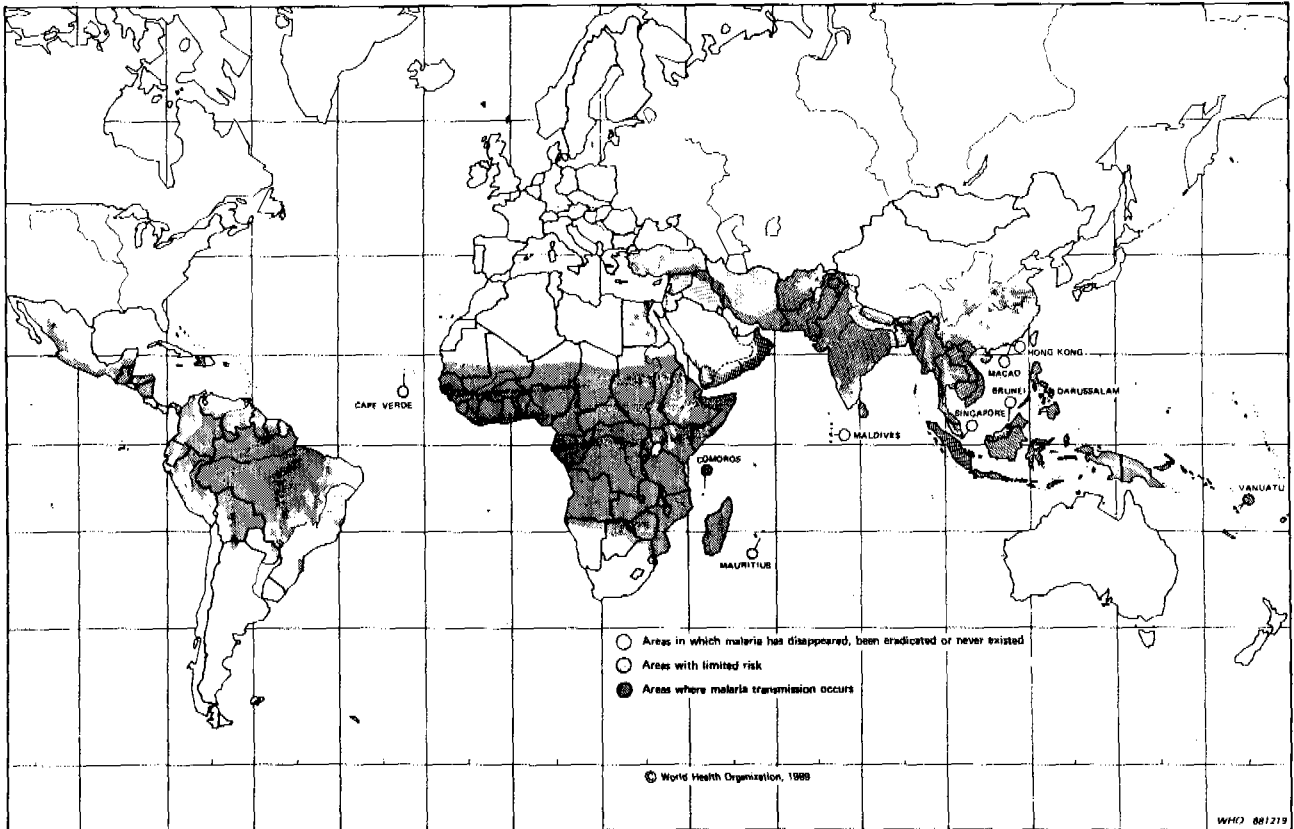 HONG KONG
MACAO
BRUNEI DARUSSALAM
CAPE VERDE
SINGAPORE
MALDIVES
COMOROS
VANUATU
MAURITIUS
Areas in which malaria has disappeared, been eradicated or never existed
Areas with limited risk
Areas where malaria transmission occurs
© World Health Organization, 1989
WHO 881219